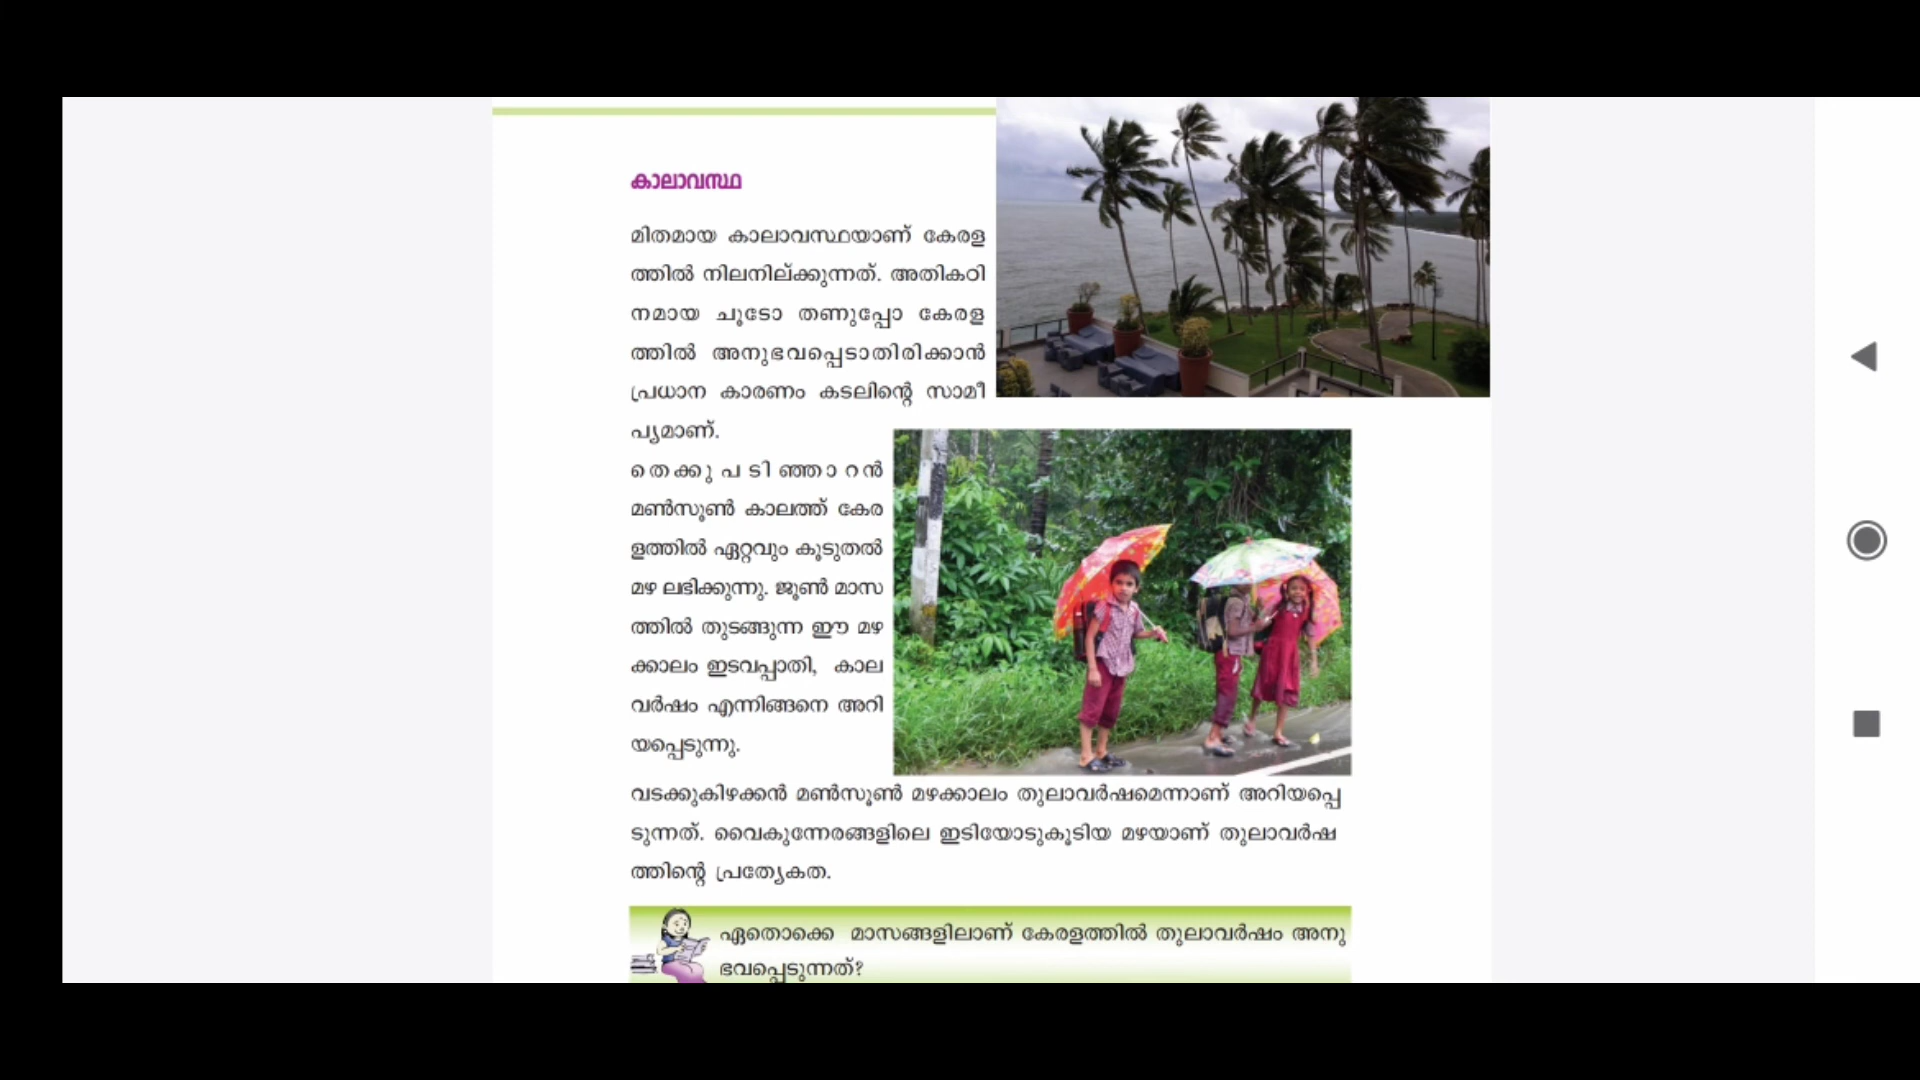 കാലാവസ്ഥ
മിതമായ കാലാവസ്ഥയാണ് കേരള
ത്തിൽ നിലനില്ക്കുന്നത്. അതികഠി
നമായ ചൂടോ തണുപ്പോ കേരള
ത്തിൽ അനുഭവപ്പെടാതിരിക്കാൻ
പ്രധാന കാരണം കടലിന്റെ സാമീ
പ്യമാണ്.
തെക്കുപടിഞ്ഞാറൻ
മൺസൂൺ കാലത്ത് കേര
ളത്തിൽ ഏറ്റവും കൂടുതൽ
മഴ ലഭിക്കുന്നു. ജൂൺ മാസ
ത്തിൽ തുടങ്ങുന്ന ഈ മഴ
ക്കാലം ഇടവപ്പാതി, കാല
വർഷം എന്നിങ്ങനെ അറി
യപ്പെടുന്നു.
വടക്കുകിഴക്കൻ മൺസൂൺ മഴക്കാലം തുലാവർഷമെന്നാണ് അറിയപ്പെ
ടുന്നത്. വൈകുന്നേരങ്ങളിലെ ഇടിയോടുകൂടിയ മഴയാണ് തുലാവർഷ
ത്തിന്റെ പ്രത്യേകത.
ഏതൊക്കെ മാസങ്ങളിലാണ് കേരളത്തിൽ തുലാവർഷം അനു
ഭവപ്പെടുന്നത്?